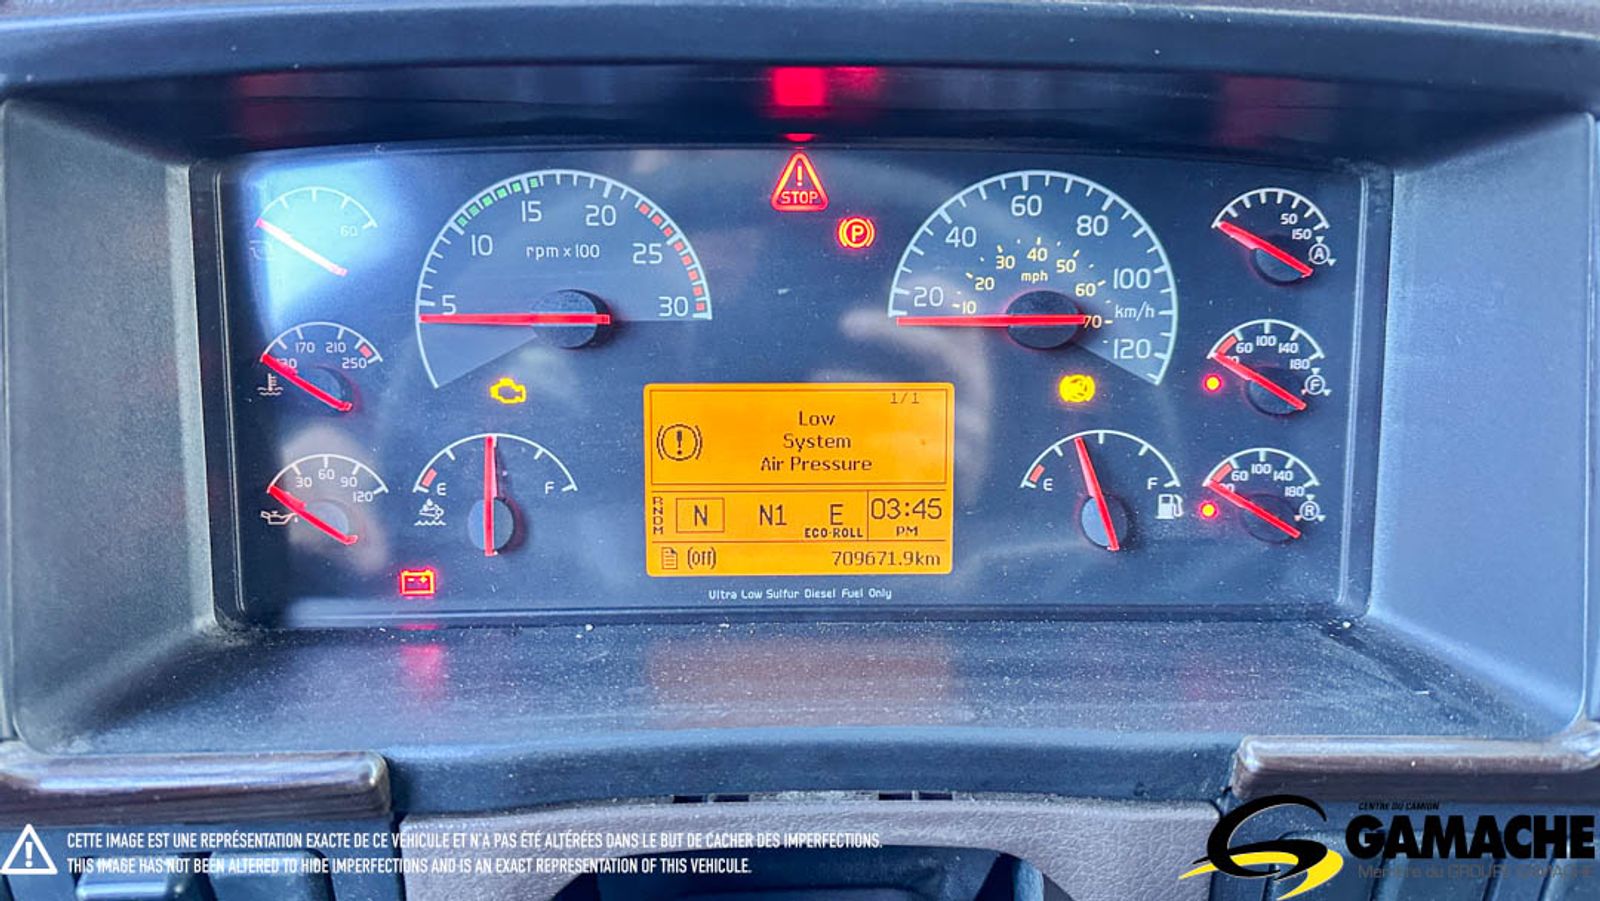 STOP
P
60
5
10
15
20
25
30
rpm x 100
20
40
60
80
100
120
km/h
10
20
30
40
50
60
70
mph
50
150
A
170
210
250
60
100
140
180
F
30
60
90
120
E
F
E
F
60
100
140
180
R
1/1
Low
System
Air Pressure
RNDM
N
N1
E
ECO-ROLL
03:45
PM
(Off)
709671.9km
Ultra Low Sulfur Diesel Fuel Only
CETTE IMAGE EST UNE REPRÉSENTATION EXACTE DE CE VÉHICULE ET N'A PAS ÉTÉ ALTÉRÉES DANS LE BUT DE CACHER DES IMPERFECTIONS.
THIS IMAGE HAS NOT BEEN ALTERED TO HIDE IMPERFECTIONS AND IS AN EXACT REPRESENTATION OF THIS VEHICULE.
CENTRE DU CAMION
GAMACHE
Membre du GROUPE GAMACHE